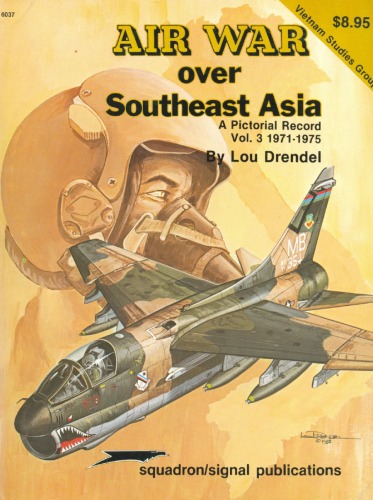 6037
$8.95
Vietnam Studies Group
AIR WAR
over
Southeast Asia
A Pictorial Record
Vol. 3 1971-1975
By Lou Drendel
MB
squadron/signal publications